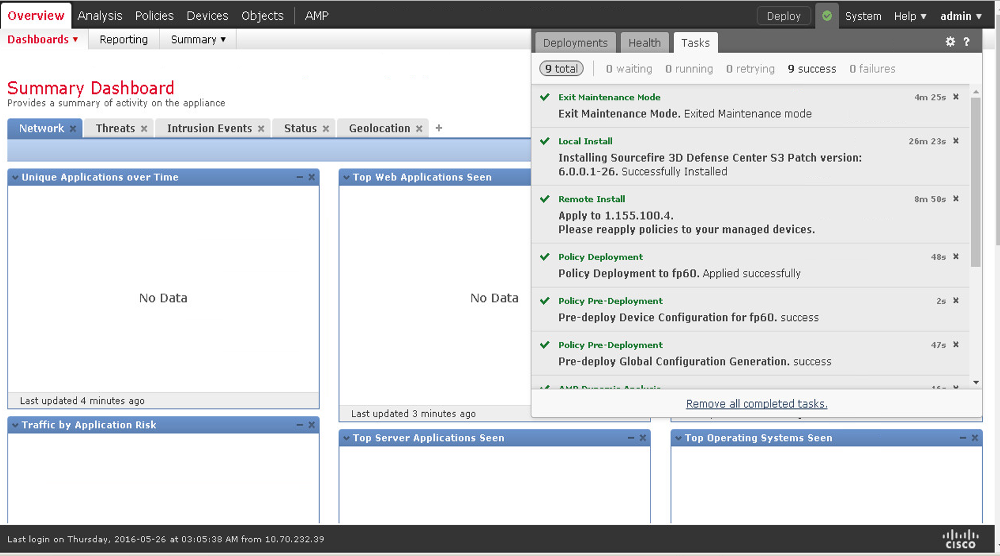 Overview Analysis Policies Devices Objects AMP Deploy System Help ▼ admin ▼
Dashboards ▼ Reporting Summary ▼
Deployments Health Tasks ?
9 total 0 waiting 0 running 0 retrying 9 success 0 failures
Summary Dashboard
Provides a summary of activity on the appliance
Network × Threats × Intrusion Events × Status × Geolocation × +
Exit Maintenance Mode 4m 25s ×
Exit Maintenance Mode. Exited Maintenance mode
Local Install 26m 23s ×
Installing Sourcefire 3D Defense Center S3 Patch version:
6.0.0.1-26. Successfully Installed
Remote Install 8m 50s ×
Apply to 1.155.100.4.
Please reapply policies to your managed devices.
Policy Deployment 48s ×
Policy Deployment to fp60. Applied successfully
Policy Pre-Deployment 2s ×
Pre-deploy Device Configuration for fp60. success
Policy Pre-Deployment 47s ×
Pre-deploy Global Configuration Generation. success
AMP Dynamic Analysis 16s
Remove all completed tasks.
Unique Applications over Time
No Data
Last updated 4 minutes ago
Top Web Applications Seen
No Data
Last updated 3 minutes ago
Traffic by Application Risk
Top Server Applications Seen
Top Operating Systems Seen
Last login on Thursday, 2016-05-26 at 03:05:38 AM from 10.70.232.39
CISCO